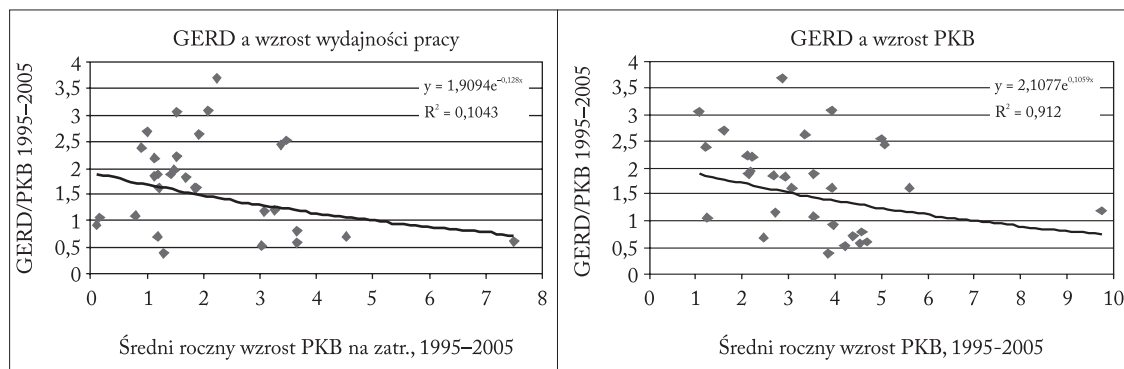 GERD a wzrost wydajności pracy
GERD/PKB 1995–2005
4
3,5
3
2,5
2
1,5
1
0,5
0
y = 1,9094e^–0,128x
R² = 0,1043
0 1 2 3 4 5 6 7 8
Średni roczny wzrost PKB na zatr., 1995–2005
GERD a wzrost PKB
GERD/PKB 1995–2005
4
3,5
3
2,5
2
1,5
1
0,5
0
y = 2,1077e^0,1059x
R² = 0,912
0 1 2 3 4 5 6 7 8 9 10
Średni roczny wzrost PKB, 1995-2005